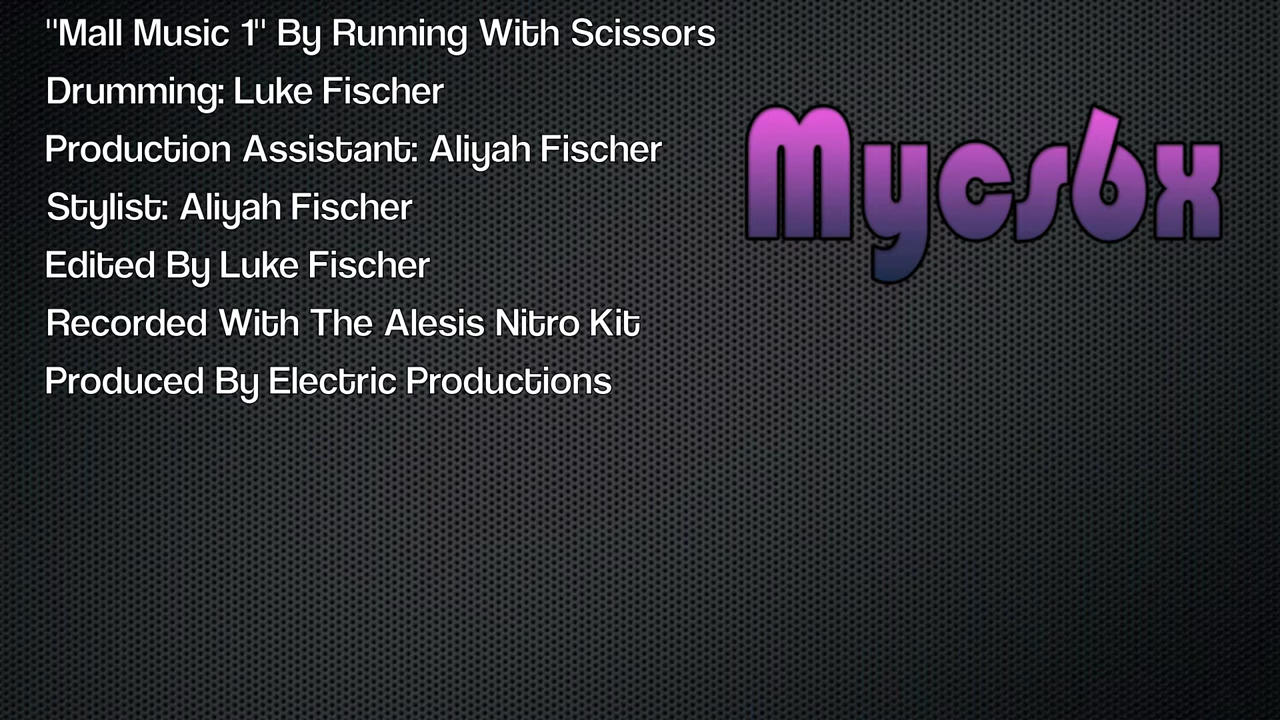 "Mall Music 1" By Running With Scissors
Drumming: Luke Fischer
Production Assistant: Aliyah Fischer
Stylist: Aliyah Fischer
Edited By Luke Fischer
Recorded With The Alesis Nitro Kit
Produced By Electric Productions
Mycs6x